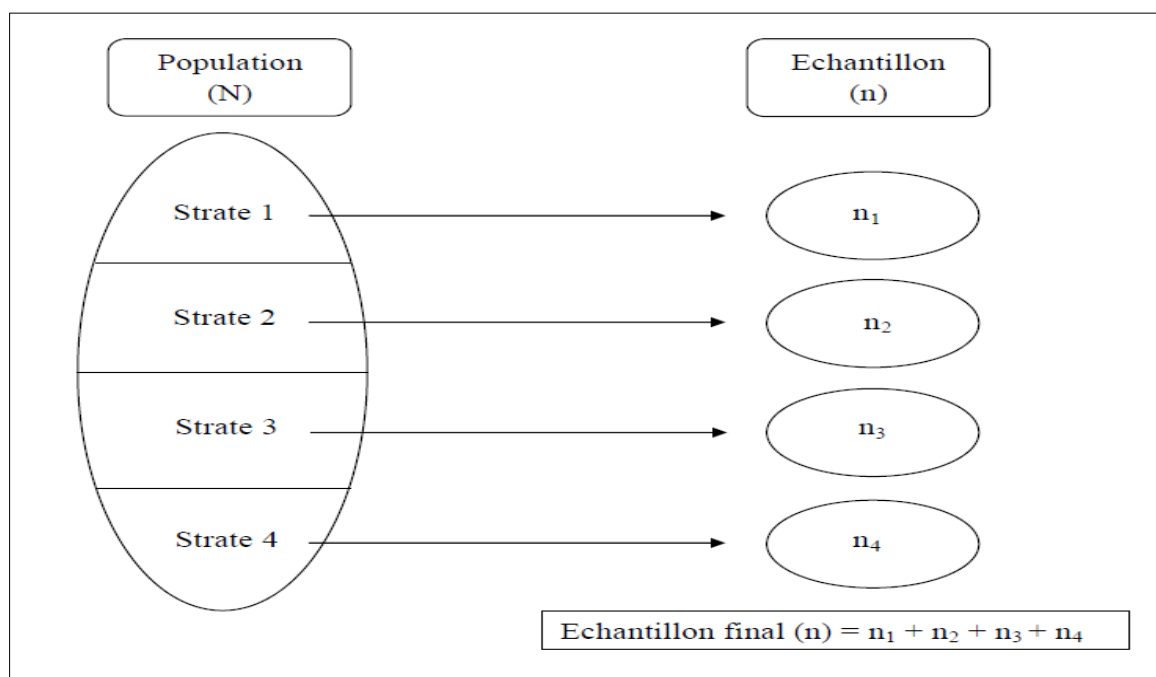 Population
(N)
Echantillon
(n)
Strate 1
n₁
Strate 2
n₂
Strate 3
n₃
Strate 4
n₄
Echantillon final (n) = n₁ + n₂ + n₃ + n₄